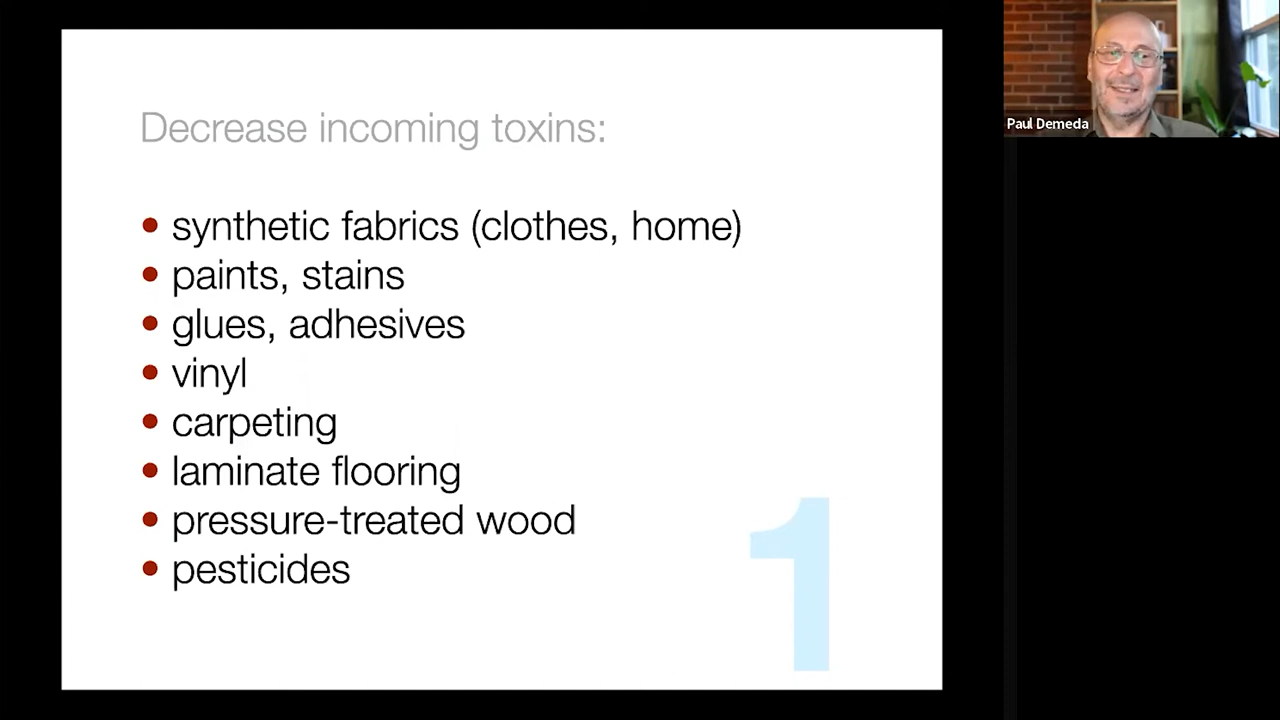 Decrease incoming toxins:
• synthetic fabrics (clothes, home)
• paints, stains
• glues, adhesives
• vinyl
• carpeting
• laminate flooring
• pressure-treated wood
• pesticides
1
Paul Demeda